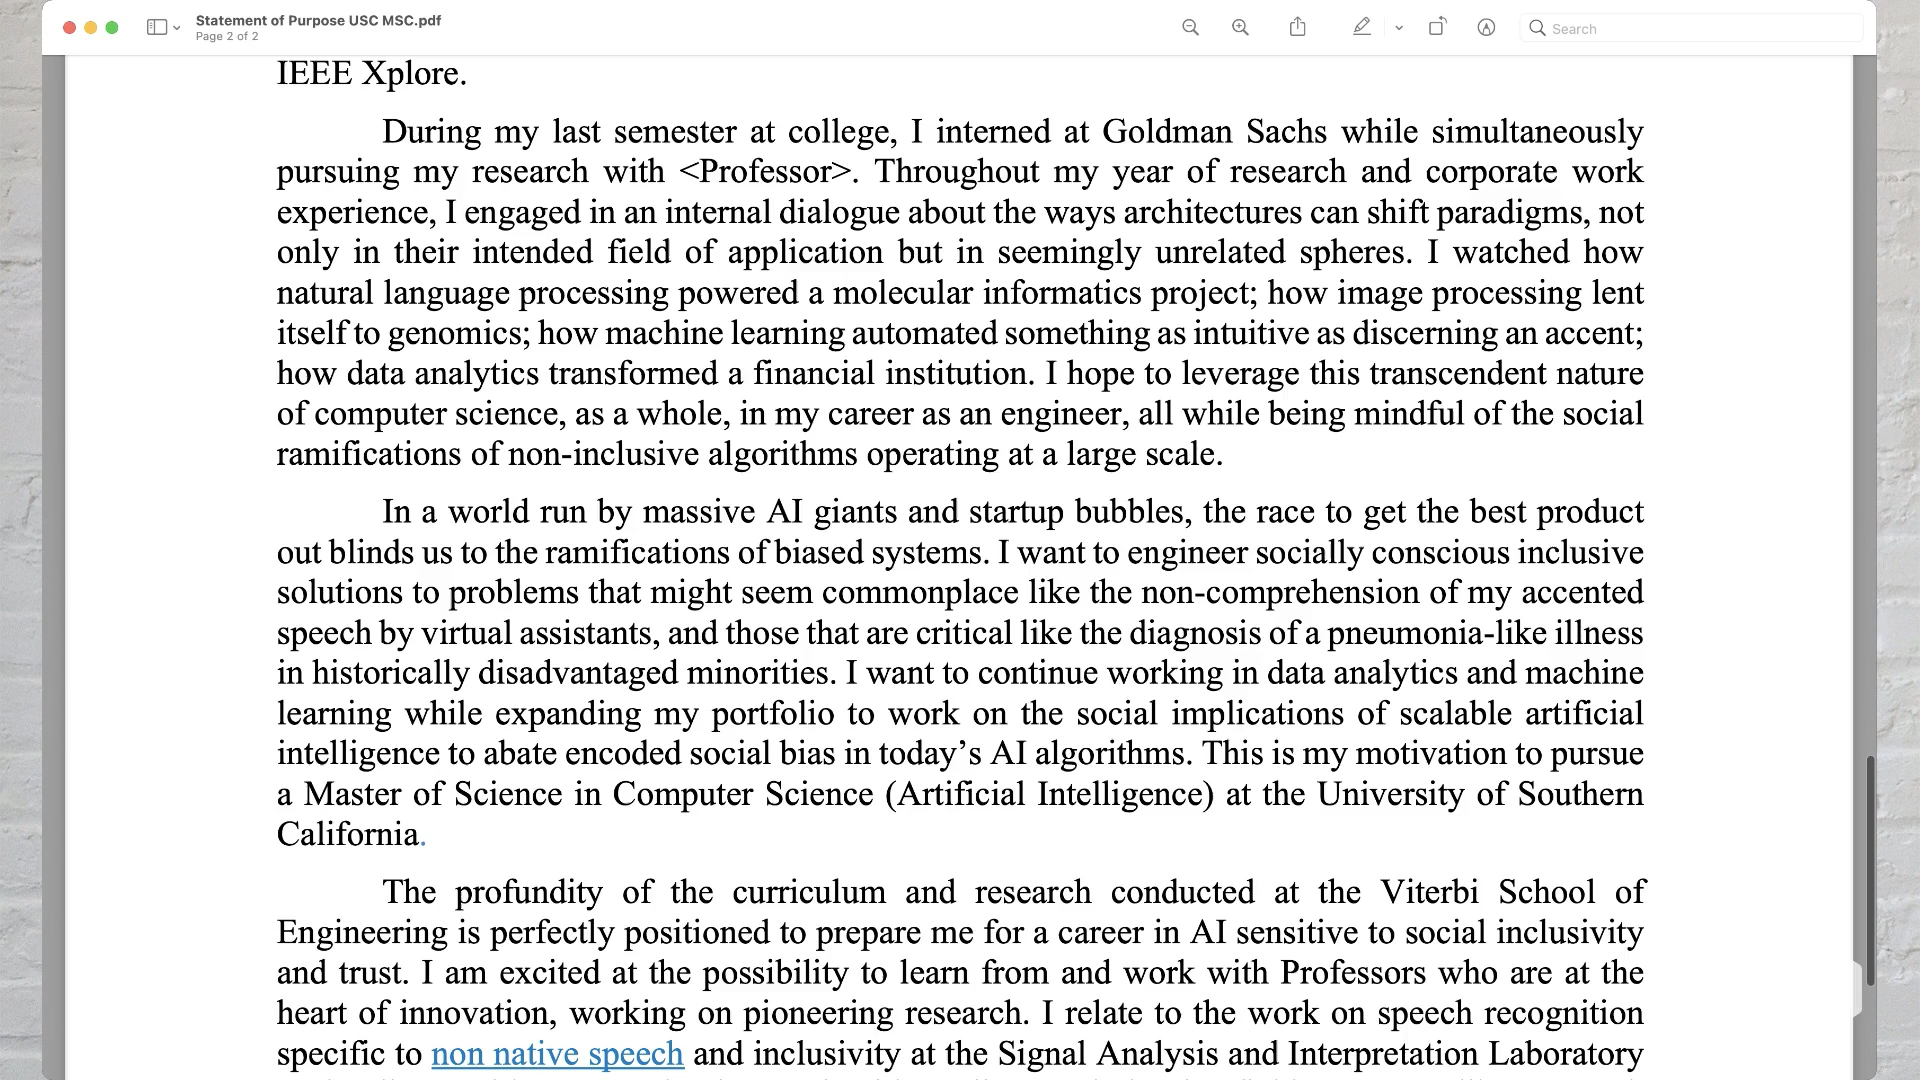 Statement of Purpose USC MSC.pdf
Page 2 of 2
Search
IEEE Xplore.
During my last semester at college, I interned at Goldman Sachs while simultaneously
pursuing my research with <Professor>. Throughout my year of research and corporate work
experience, I engaged in an internal dialogue about the ways architectures can shift paradigms, not
only in their intended field of application but in seemingly unrelated spheres. I watched how
natural language processing powered a molecular informatics project; how image processing lent
itself to genomics; how machine learning automated something as intuitive as discerning an accent;
how data analytics transformed a financial institution. I hope to leverage this transcendent nature
of computer science, as a whole, in my career as an engineer, all while being mindful of the social
ramifications of non-inclusive algorithms operating at a large scale.
In a world run by massive AI giants and startup bubbles, the race to get the best product
out blinds us to the ramifications of biased systems. I want to engineer socially conscious inclusive
solutions to problems that might seem commonplace like the non-comprehension of my accented
speech by virtual assistants, and those that are critical like the diagnosis of a pneumonia-like illness
in historically disadvantaged minorities. I want to continue working in data analytics and machine
learning while expanding my portfolio to work on the social implications of scalable artificial
intelligence to abate encoded social bias in today’s AI algorithms. This is my motivation to pursue
a Master of Science in Computer Science (Artificial Intelligence) at the University of Southern
California.
The profundity of the curriculum and research conducted at the Viterbi School of
Engineering is perfectly positioned to prepare me for a career in AI sensitive to social inclusivity
and trust. I am excited at the possibility to learn from and work with Professors who are at the
heart of innovation, working on pioneering research. I relate to the work on speech recognition
specific to non native speech and inclusivity at the Signal Analysis and Interpretation Laboratory